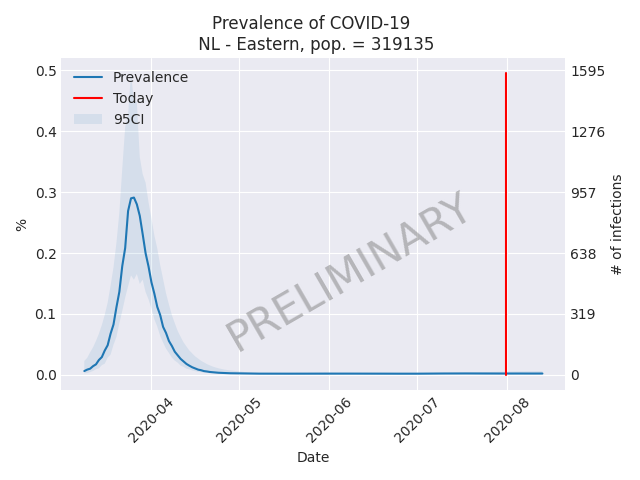 Prevalence of COVID-19
NL - Eastern, pop. = 319135
0.5
0.4
0.3
0.2
0.1
0.0
%
Prevalence
Today
95CI
PRELIMINARY
1595
1276
957
638
319
0
# of infections
2020-04
2020-05
2020-06
2020-07
2020-08
Date